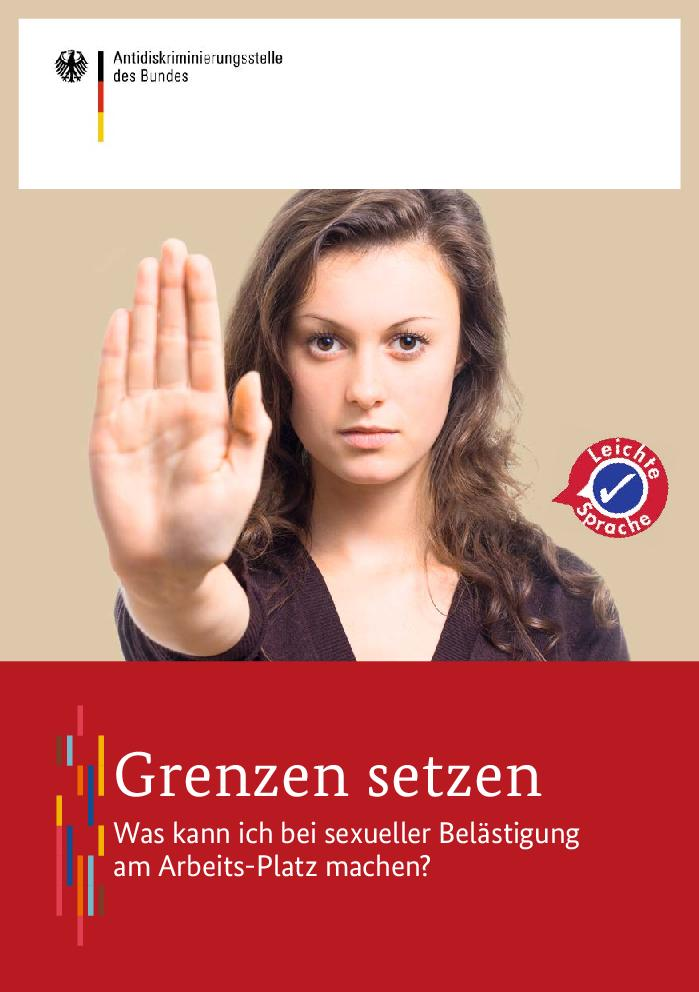 Antidiskriminierungsstelle
des Bundes
Leichte
Sprache
Grenzen setzen
Was kann ich bei sexueller Belästigung
am Arbeits-Platz machen?